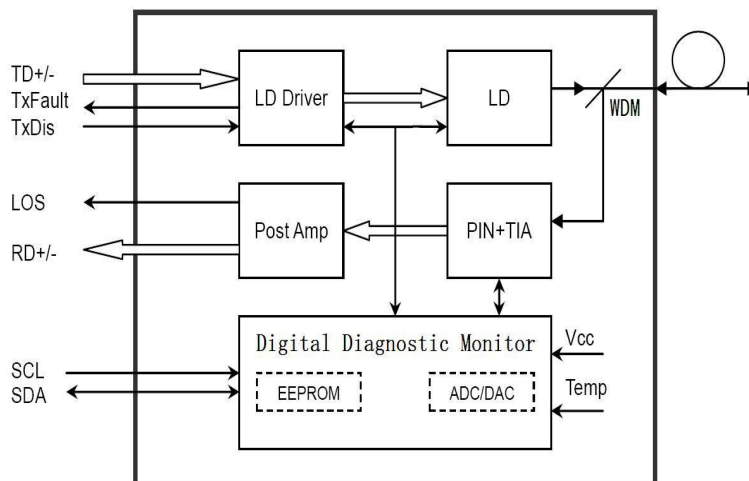 TD+/-
TxFault
TxDis
LD Driver
LD
WDM
LOS
RD+/-
Post Amp
PIN+TIA
Digital Diagnostic Monitor
EEPROM
ADC/DAC
Vcc
Temp
SCL
SDA